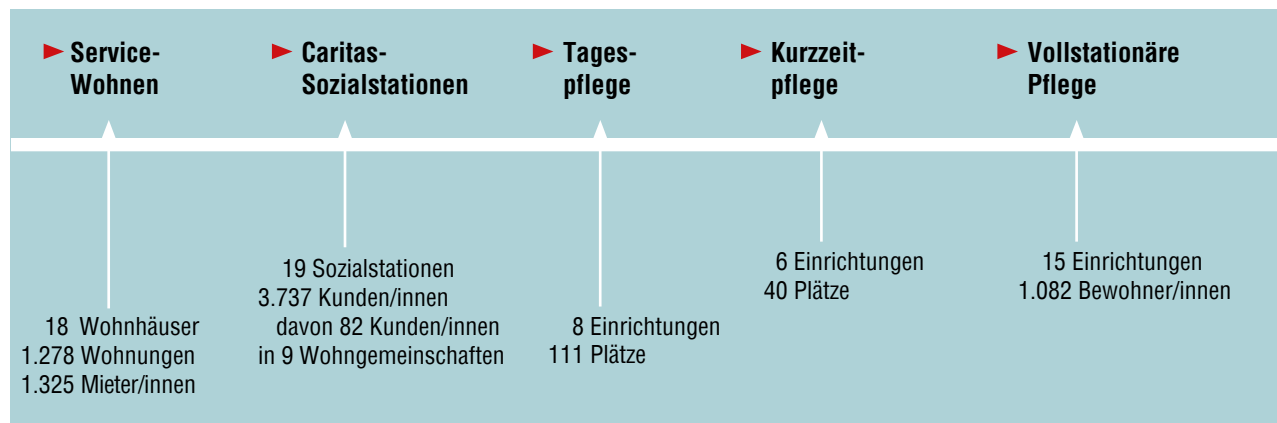 Service-
Wohnen
18 Wohnhäuser
1.278 Wohnungen
1.325 Mieter/innen
Caritas-
Sozialstationen
19 Sozialstationen
3.737 Kunden/innen
davon 82 Kunden/innen
in 9 Wohngemeinschaften
Tages-
pflege
8 Einrichtungen
111 Plätze
Kurzzeit-
pflege
6 Einrichtungen
40 Plätze
Vollstationäre
Pflege
15 Einrichtungen
1.082 Bewohner/innen